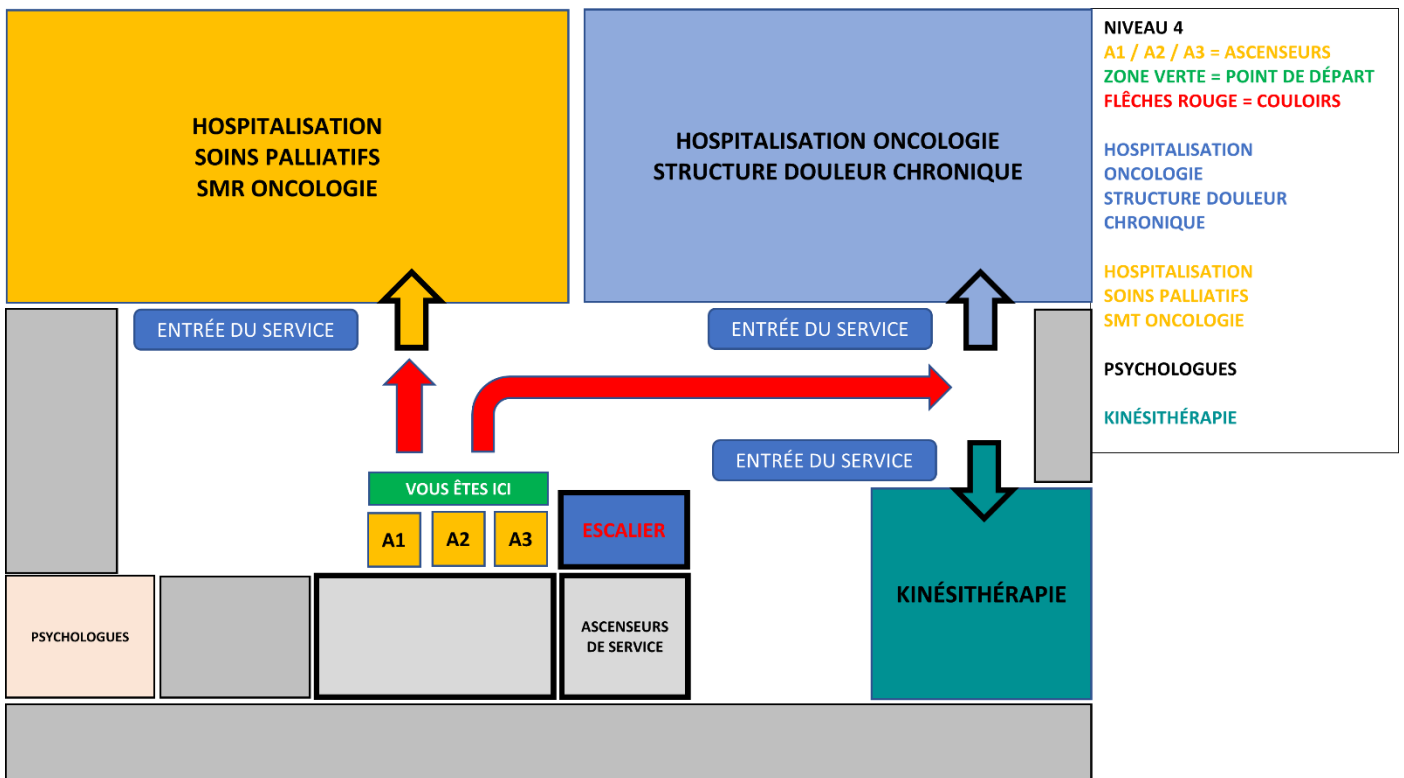 HOSPITALISATION
SOINS PALLIATIFS
SMR ONCOLOGIE
HOSPITALISATION ONCOLOGIE
STRUCTURE DOULEUR CHRONIQUE
NIVEAU 4
A1 / A2 / A3 = ASCENSEURS
ZONE VERTE = POINT DE DÉPART
FLÊCHES ROUGE = COULOIRS
HOSPITALISATION
ONCOLOGIE
STRUCTURE DOULEUR
CHRONIQUE
HOSPITALISATION
SOINS PALLIATIFS
SMT ONCOLOGIE
PSYCHOLOGUES
KINÉSITHÉRAPIE
ENTRÉE DU SERVICE
ENTRÉE DU SERVICE
ENTRÉE DU SERVICE
VOUS ÊTES ICI
A1
A2
A3
ESCALIER
KINÉSITHÉRAPIE
PSYCHOLOGUES
ASCENSEURS
DE SERVICE